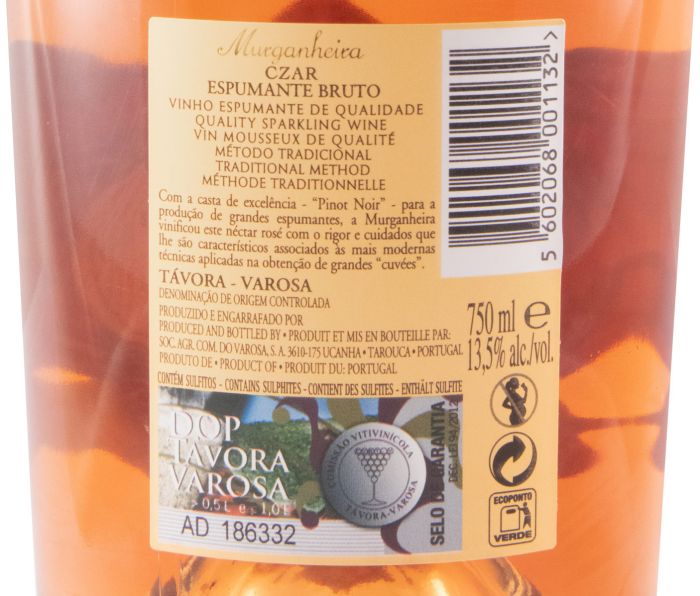 Murganheira
CZAR
ESPUMANTE BRUTO
VINHO ESPUMANTE DE QUALIDADE
QUALITY SPARKLING WINE
VIN MOUSSEUX DE QUALITÉ
MÉTODO TRADICIONAL
TRADITIONAL METHOD
MÉTHODE TRADITIONNELLE
Com a casta de excelência - “Pinot Noir” - para a
produção de grandes espumantes, a Murganheira
vinificou este néctar rosé com o rigor e cuidados que
lhe são característicos associados às mais modernas
técnicas aplicadas na obtenção de grandes “cuvées”.
TÁVORA - VAROSA
DENOMINAÇÃO DE ORIGEM CONTROLADA
PRODUZIDO E ENGARRAFADO POR
PRODUCED AND BOTTLED BY • PRODUIT ET MIS EN BOUTEILLE PAR:
SOC. AGR. COM. DO VAROSA, S. A. 3610-175 UCANHA • TAROUCA • PORTUGAL
PRODUTO DE • PRODUCT OF • PRODUIT DU: PORTUGAL
CONTÉM SULFITOS - CONTAINS SULPHITES - CONTIENT DES SULFITES - ENTHÄLT SULFITE
5 602068 001132 >
750 ml e
13,5% alc./vol.
DOP
TÁVORA
VAROSA
> 0,5L e ≤ 1,0L
AD 186332
COMISSÃO VITIVINÍCOLA
TÁVORA-VAROSA
SELO DE GARANTIA
ECOPONTO
VERDE